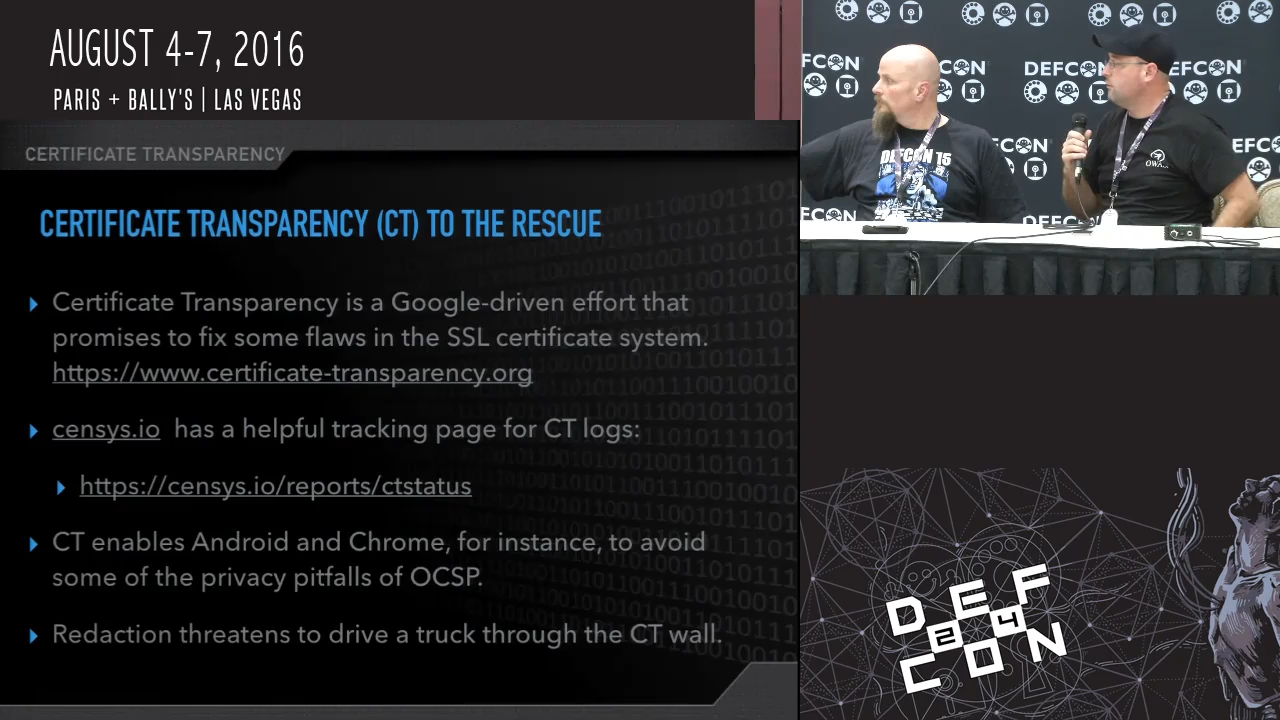 AUGUST 4-7, 2016
PARIS + BALLY'S | LAS VEGAS
CERTIFICATE TRANSPARENCY
CERTIFICATE TRANSPARENCY (CT) TO THE RESCUE
Certificate Transparency is a Google-driven effort that
promises to fix some flaws in the SSL certificate system.
https://www.certificate-transparency.org
censys.io has a helpful tracking page for CT logs:
https://censys.io/reports/ctstatus
CT enables Android and Chrome, for instance, to avoid
some of the privacy pitfalls of OCSP.
Redaction threatens to drive a truck through the CT wall.
DEFCON
DEFCON 15
DEF
24
CON